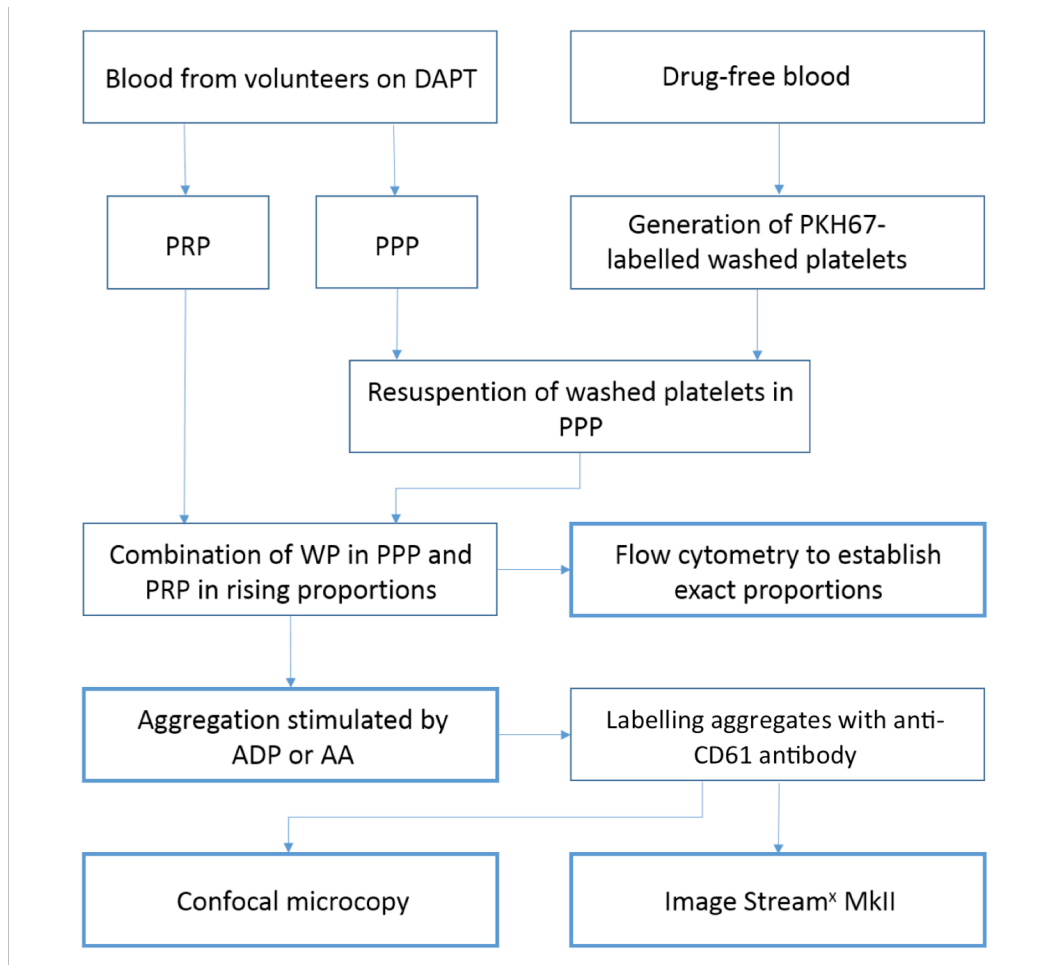 Blood from volunteers on DAPT
Drug-free blood
PRP
PPP
Generation of PKH67-
labelled washed platelets
Resuspention of washed platelets in
PPP
Combination of WP in PPP and
PRP in rising proportions
Flow cytometry to establish
exact proportions
Aggregation stimulated by
ADP or AA
Labelling aggregates with anti-
CD61 antibody
Confocal microcopy
Image Streamˣ MkII